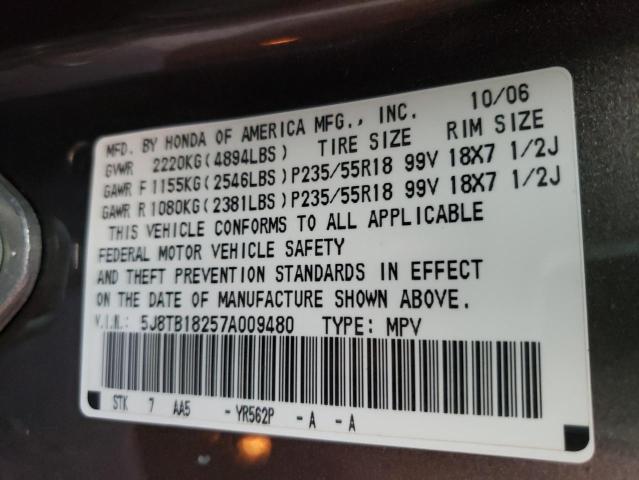 MFD. BY HONDA OF AMERICA MFG., INC. 10/06
GVWR 2220KG(4894LBS) TIRE SIZE RIM SIZE
GAWR F 1155KG(2546LBS)P235/55R18 99V 18X7 1/2J
GAWR R 1080KG(2381LBS)P235/55R18 99V 18X7 1/2J
THIS VEHICLE CONFORMS TO ALL APPLICABLE
FEDERAL MOTOR VEHICLE SAFETY
AND THEFT PREVENTION STANDARDS IN EFFECT
ON THE DATE OF MANUFACTURE SHOWN ABOVE.
V.I.N.: 5J8TB18257A009480 TYPE: MPV
STK 7 AA5 -YR562P -A -A